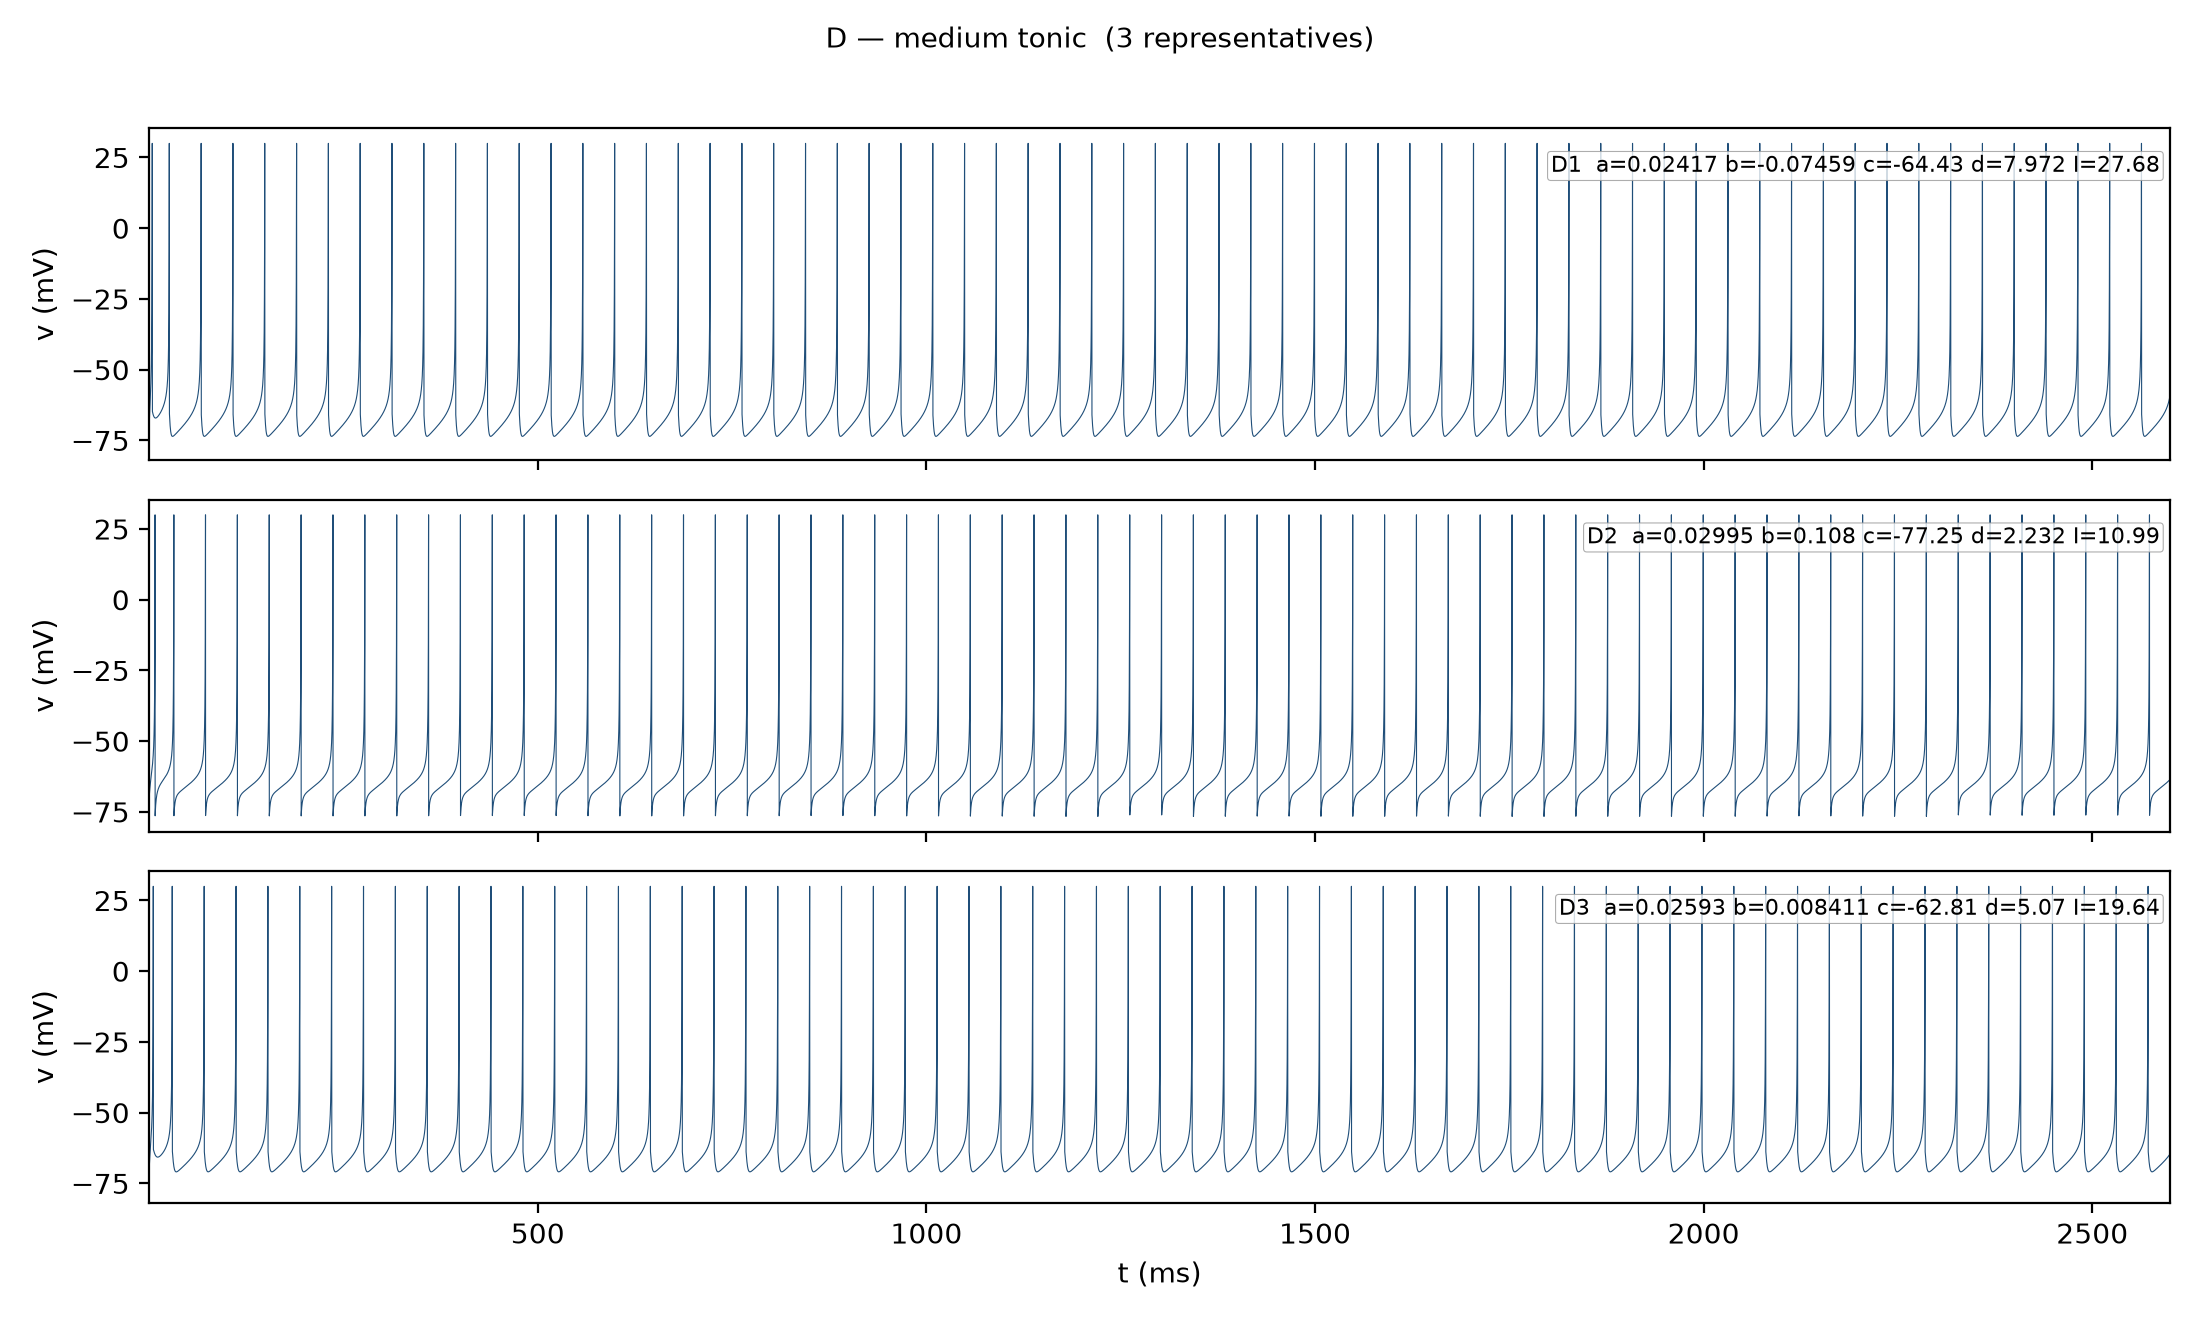 D — medium tonic (3 representatives)
25
0
−25
−50
−75
v (mV)
D1 a=0.02417 b=-0.07459 c=-64.43 d=7.972 I=27.68
25
0
−25
−50
−75
v (mV)
D2 a=0.02995 b=0.108 c=-77.25 d=2.232 I=10.99
25
0
−25
−50
−75
v (mV)
D3 a=0.02593 b=0.008411 c=-62.81 d=5.07 I=19.64
500 1000 1500 2000 2500
t (ms)